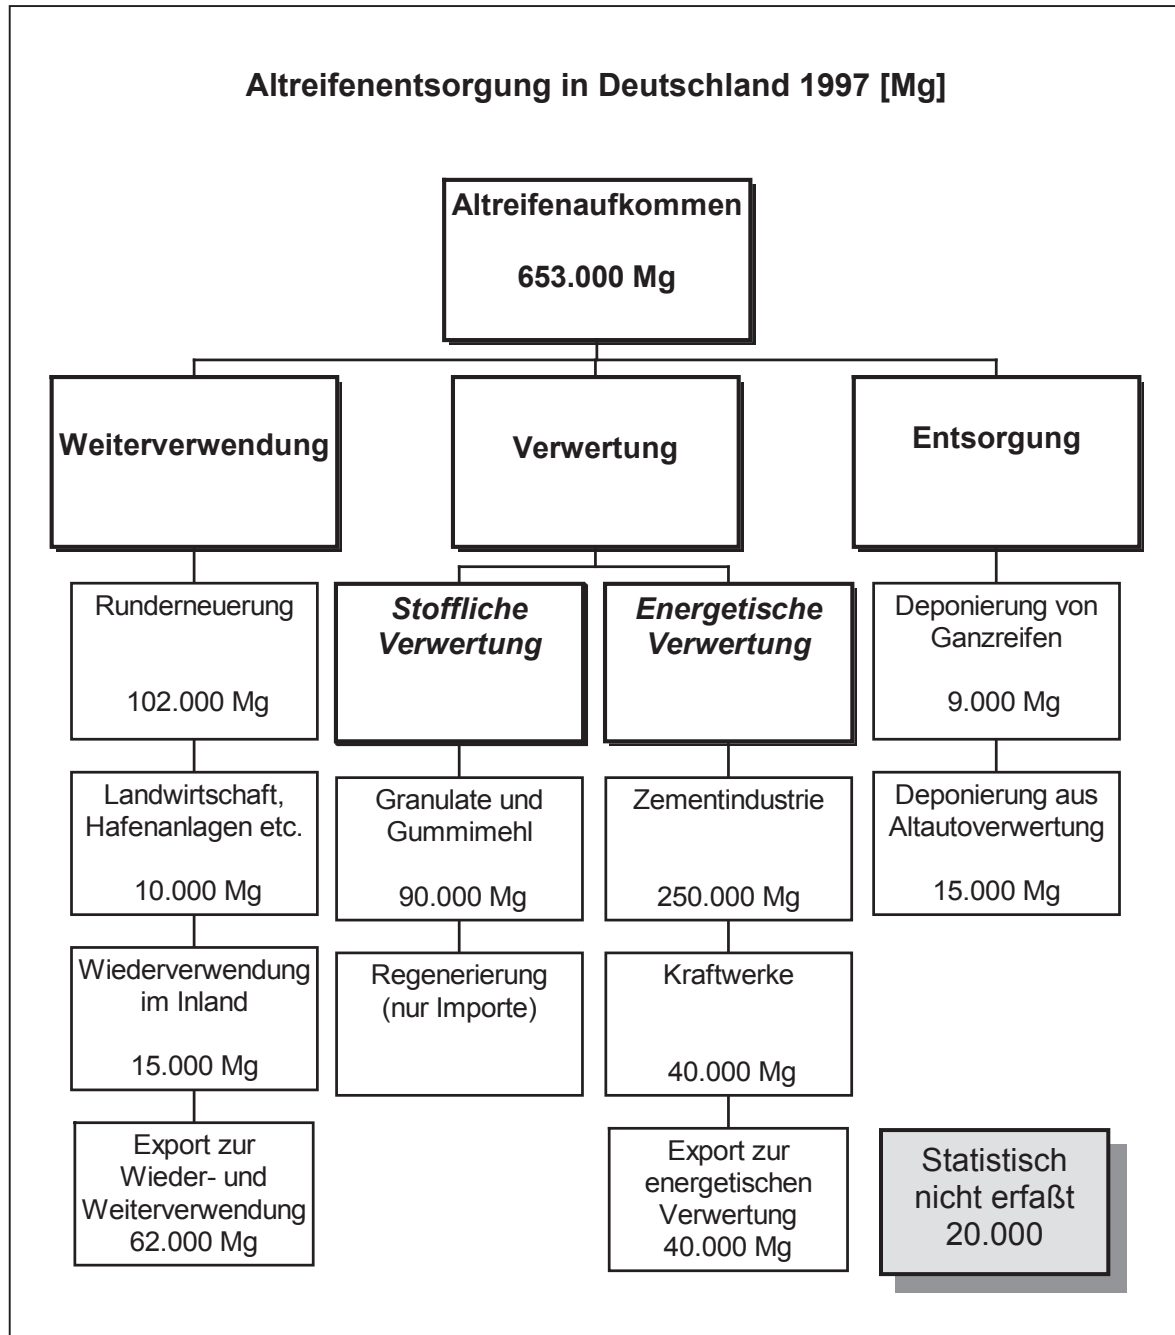 Altreifenentsorgung in Deutschland 1997 [Mg]
Altreifenaufkommen
653.000 Mg
Weiterverwendung
Verwertung
Entsorgung
Runderneuerung
102.000 Mg
Landwirtschaft,
Hafenanlagen etc.
10.000 Mg
Wiederverwendung
im Inland
15.000 Mg
Export zur
Wieder- und
Weiterverwendung
62.000 Mg
Stoffliche
Verwertung
Granulate und
Gummimehl
90.000 Mg
Regenerierung
(nur Importe)
Energetische
Verwertung
Zementindustrie
250.000 Mg
Kraftwerke
40.000 Mg
Export zur
energetischen
Verwertung
40.000 Mg
Deponierung von
Ganzreifen
9.000 Mg
Deponierung aus
Altautoverwertung
15.000 Mg
Statistisch
nicht erfaßt
20.000